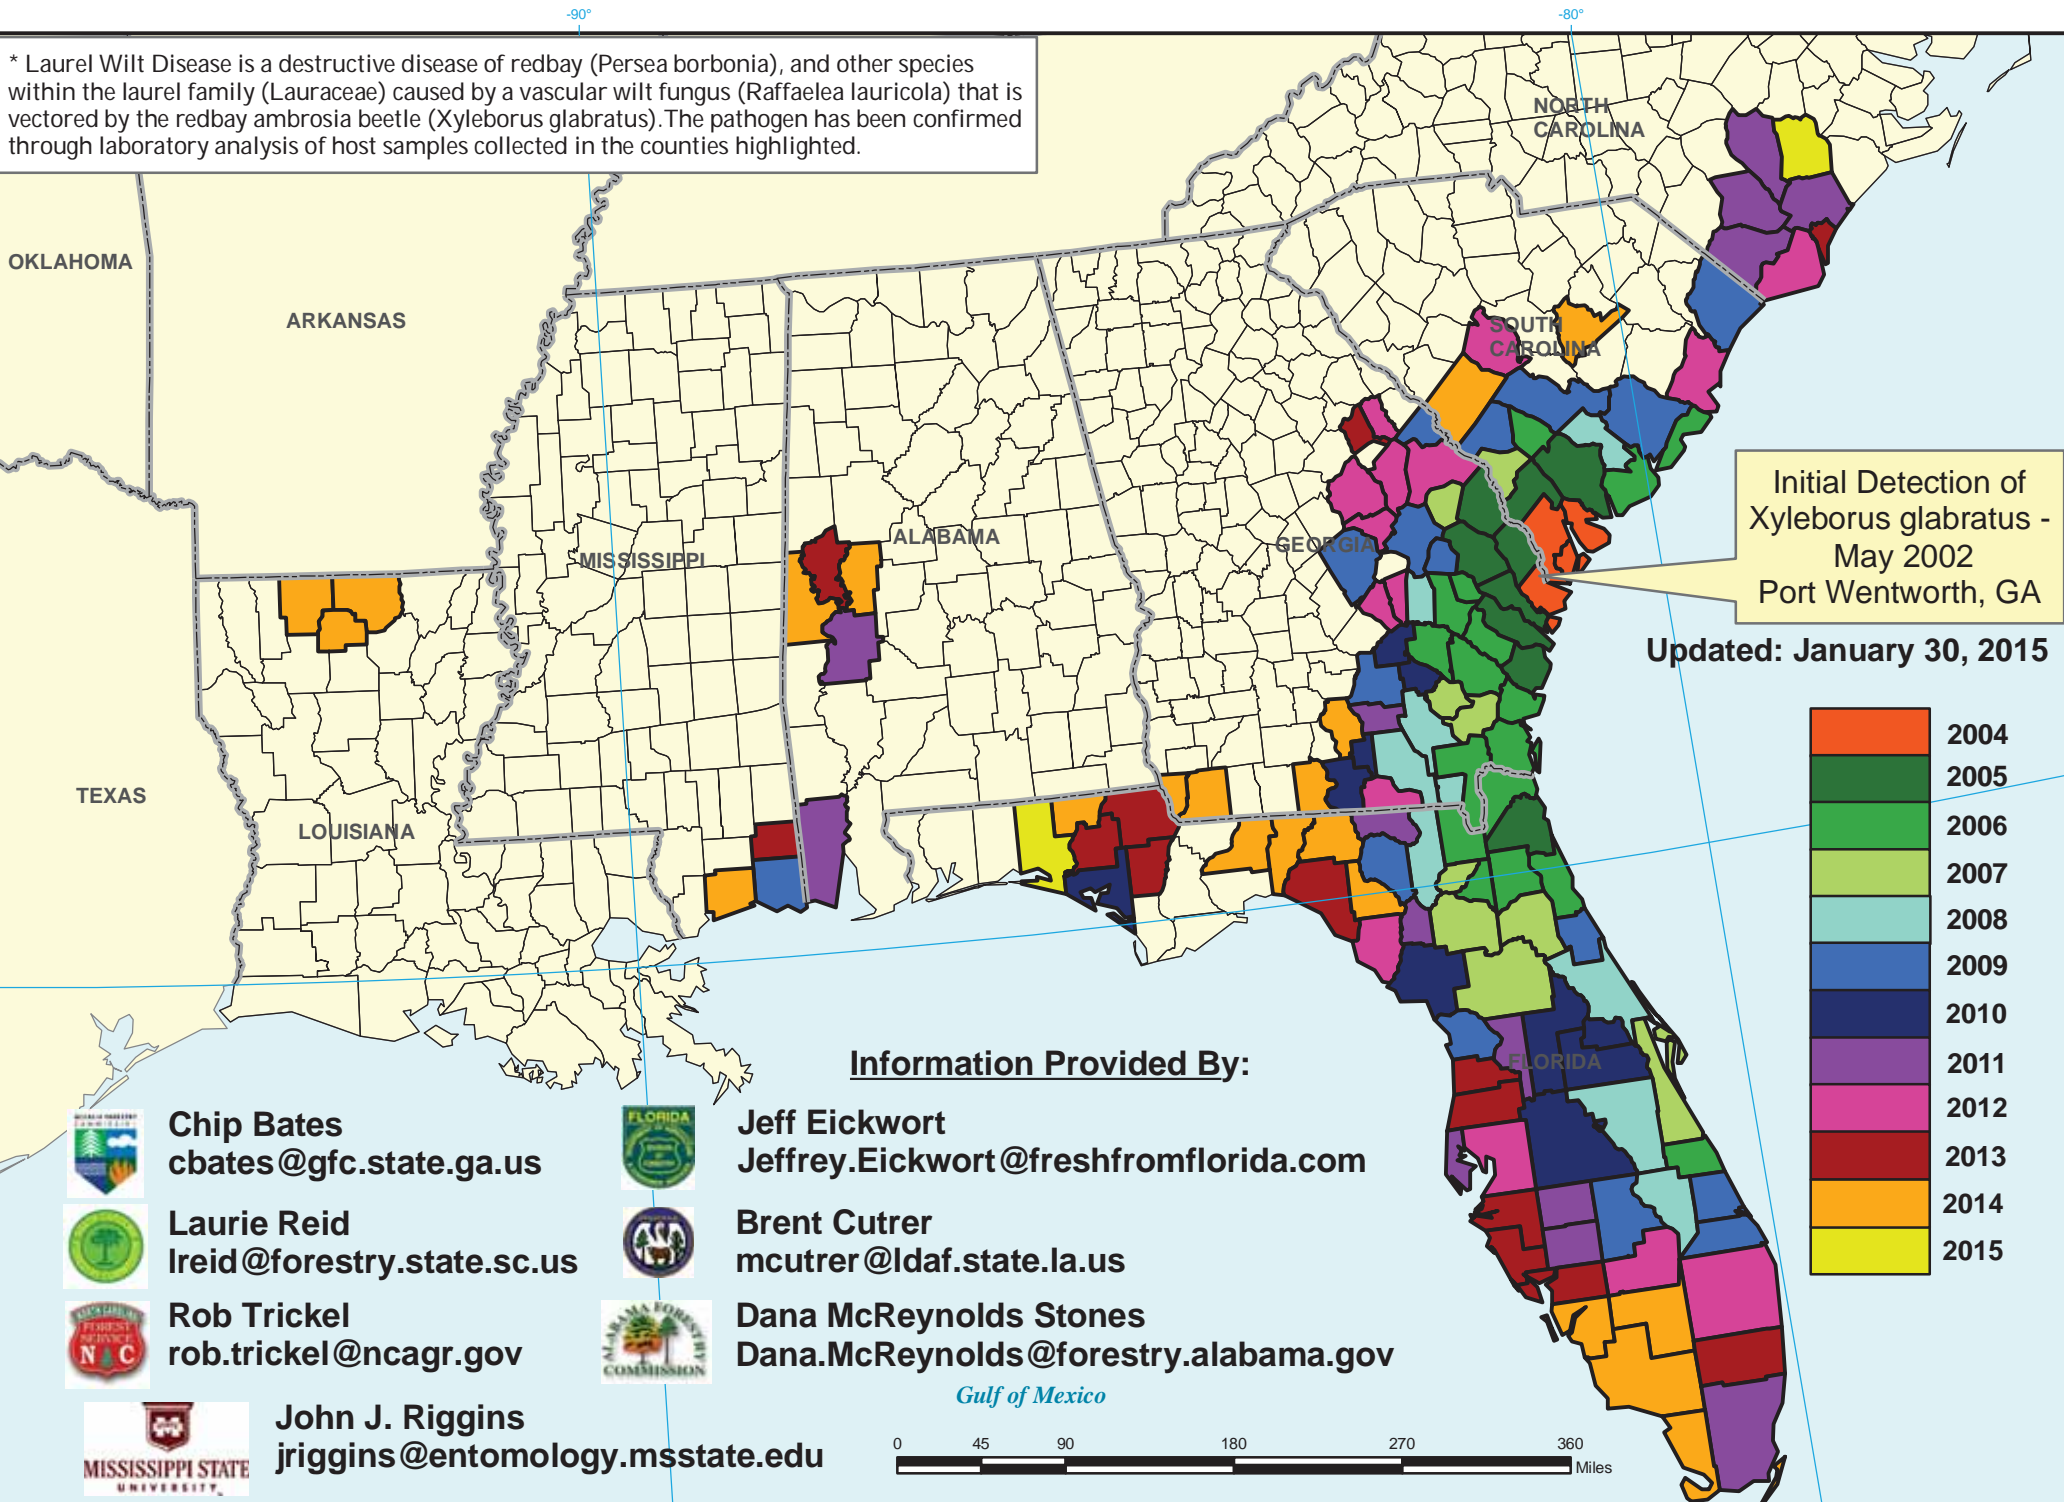 -90°
-80°
* Laurel Wilt Disease is a destructive disease of redbay (Persea borbonia), and other species
within the laurel family (Lauraceae) caused by a vascular wilt fungus (Raffaelea lauricola) that is
vectored by the redbay ambrosia beetle (Xyleborus glabratus).The pathogen has been confirmed
through laboratory analysis of host samples collected in the counties highlighted.
NORTH
CAROLINA
OKLAHOMA
ARKANSAS
SOUTH
CAROLINA
Initial Detection of
Xyleborus glabratus -
May 2002
Port Wentworth, GA
ALABAMA
GEORGIA
MISSISSIPPI
Updated: January 30, 2015
2004
2005
2006
2007
2008
2009
2010
2011
2012
2013
2014
2015
TEXAS
LOUISIANA
FLORIDA
Information Provided By:
Chip Bates
cbates@gfc.state.ga.us
FLORIDA
Jeff Eickwort
Jeffrey.Eickwort@freshfromflorida.com
Laurie Reid
lreid@forestry.state.sc.us
Brent Cutrer
mcutrer@ldaf.state.la.us
FOREST
SERVICE
N C
Rob Trickel
rob.trickel@ncagr.gov
ALABAMA FORESTRY
COMMISSION
Dana McReynolds Stones
Dana.McReynolds@forestry.alabama.gov
Gulf of Mexico
MISSISSIPPI STATE
UNIVERSITY
John J. Riggins
jriggins@entomology.msstate.edu
0 45 90 180 270 360
Miles